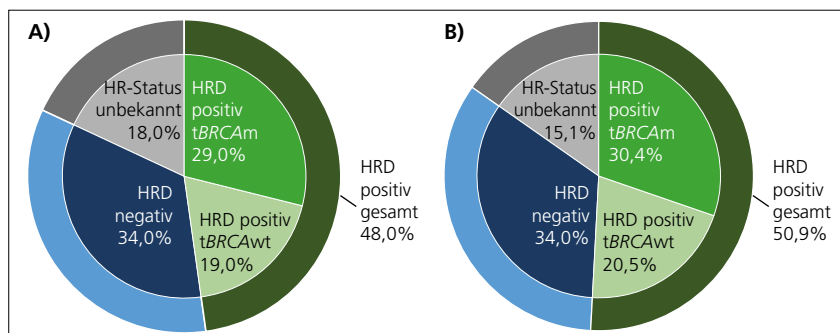 A)
HR-Status
unbekannt
18,0%
HRD
positiv
tBRCAm
29,0%
HRD
negativ
34,0%
HRD positiv
tBRCAwt
19,0%
HRD
positiv
gesamt
48,0%
B)
HR-Status
unbekannt
15,1%
HRD
positiv
tBRCAm
30,4%
HRD
negativ
34,0%
HRD positiv
tBRCAwt
20,5%
HRD
positiv
gesamt
50,9%